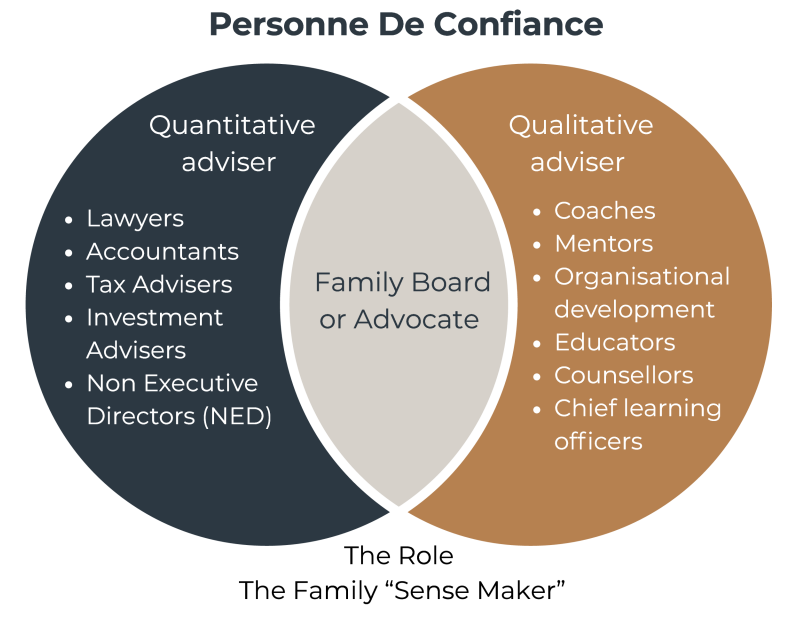 Personne De Confiance
Quantitative
adviser
• Lawyers
• Accountants
• Tax Advisers
• Investment
Advisers
• Non Executive
Directors (NED)
Family Board
or Advocate
Qualitative
adviser
• Coaches
• Mentors
• Organisational
development
• Educators
• Counsellors
• Chief learning
officers
The Role
The Family “Sense Maker”